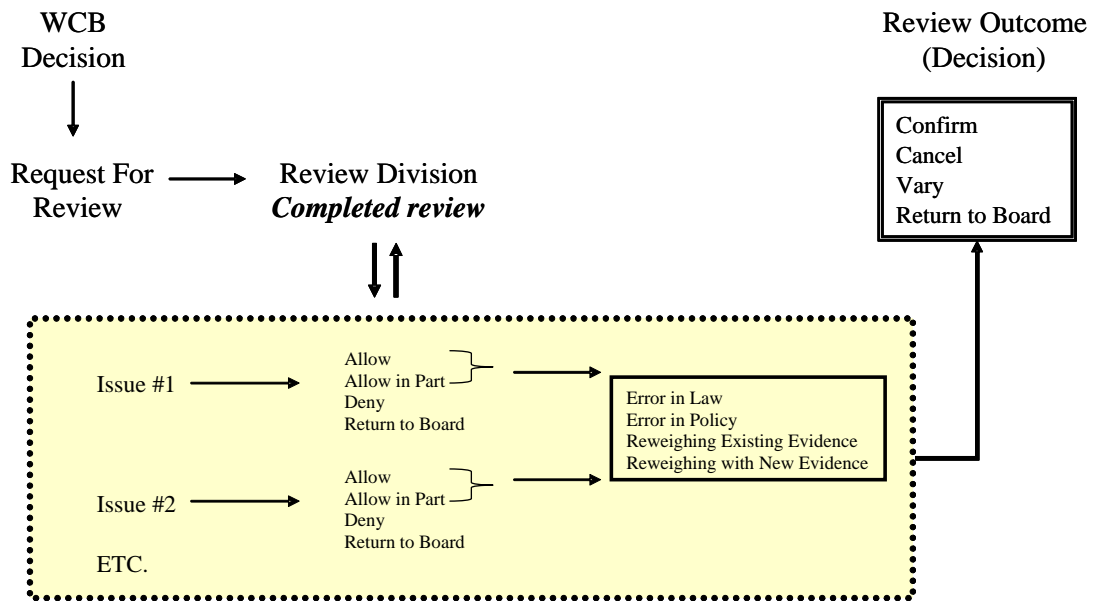 WCB
Decision
Request For
Review
Review Division
Completed review
Review Outcome
(Decision)
Confirm
Cancel
Vary
Return to Board
Issue #1
Allow
Allow in Part
Deny
Return to Board
Issue #2
Allow
Allow in Part
Deny
Return to Board
ETC.
Error in Law
Error in Policy
Reweighing Existing Evidence
Reweighing with New Evidence